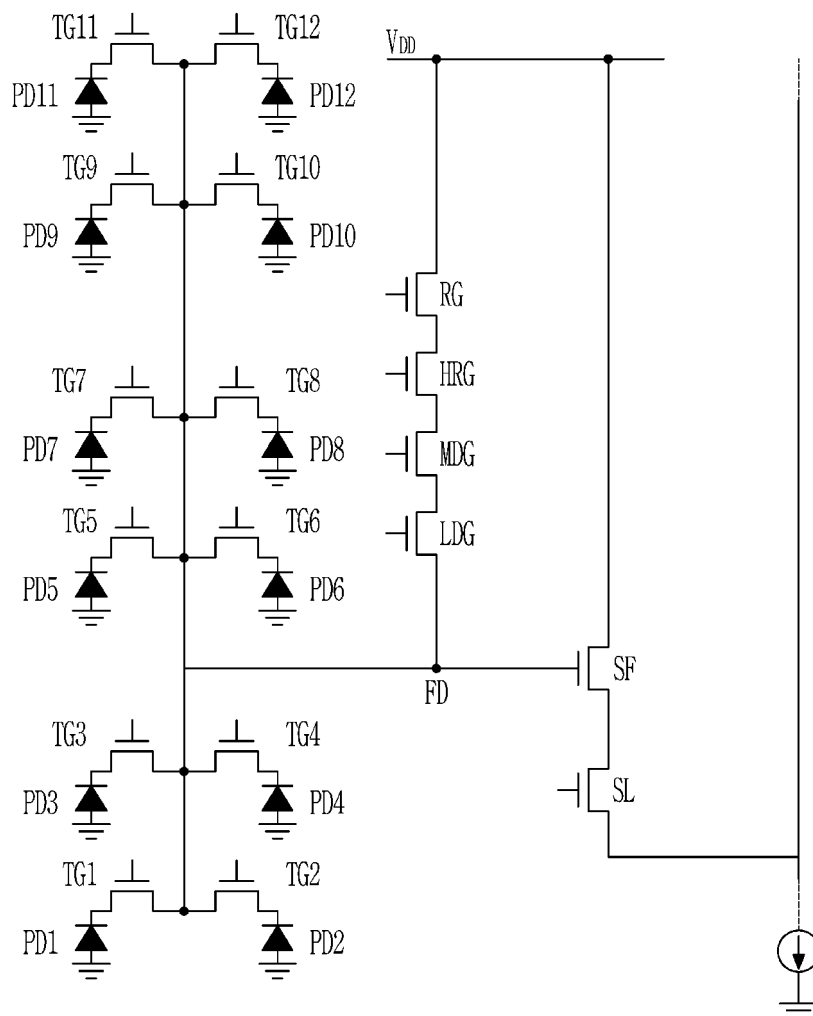 TG11 TG12 VDD
PD11 PD12
TG9 TG10
PD9 PD10
RG
TG7 TG8 HRG
PD7 PD8 MDG
TG5 TG6 LDG
PD5 PD6
FD SF
TG3 TG4
PD3 PD4 SL
TG1 TG2
PD1 PD2